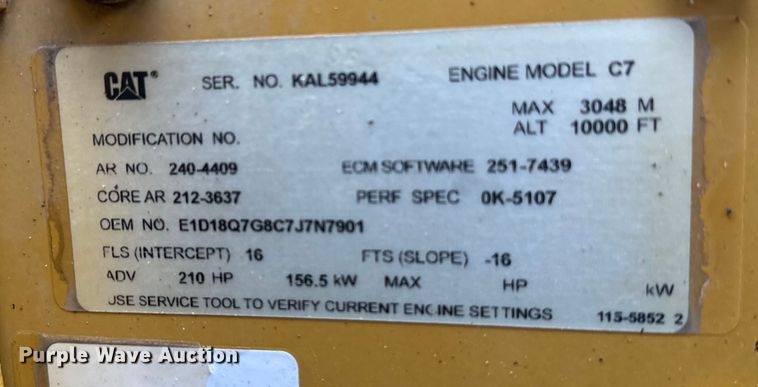 CAT® SER. NO. KAL59944 ENGINE MODEL C7
MAX 3048 M
ALT 10000 FT
MODIFICATION NO.
AR NO. 240-4409 ECM SOFTWARE 251-7439
CORE AR 212-3637 PERF SPEC 0K-5107
OEM NO. E1D18Q7G8C7J7N7901
FLS (INTERCEPT) 16 FTS (SLOPE) -16
ADV 210 HP 156.5 kW MAX HP kW
USE SERVICE TOOL TO VERIFY CURRENT ENGINE SETTINGS 115-5852 2
Purple Wave Auction